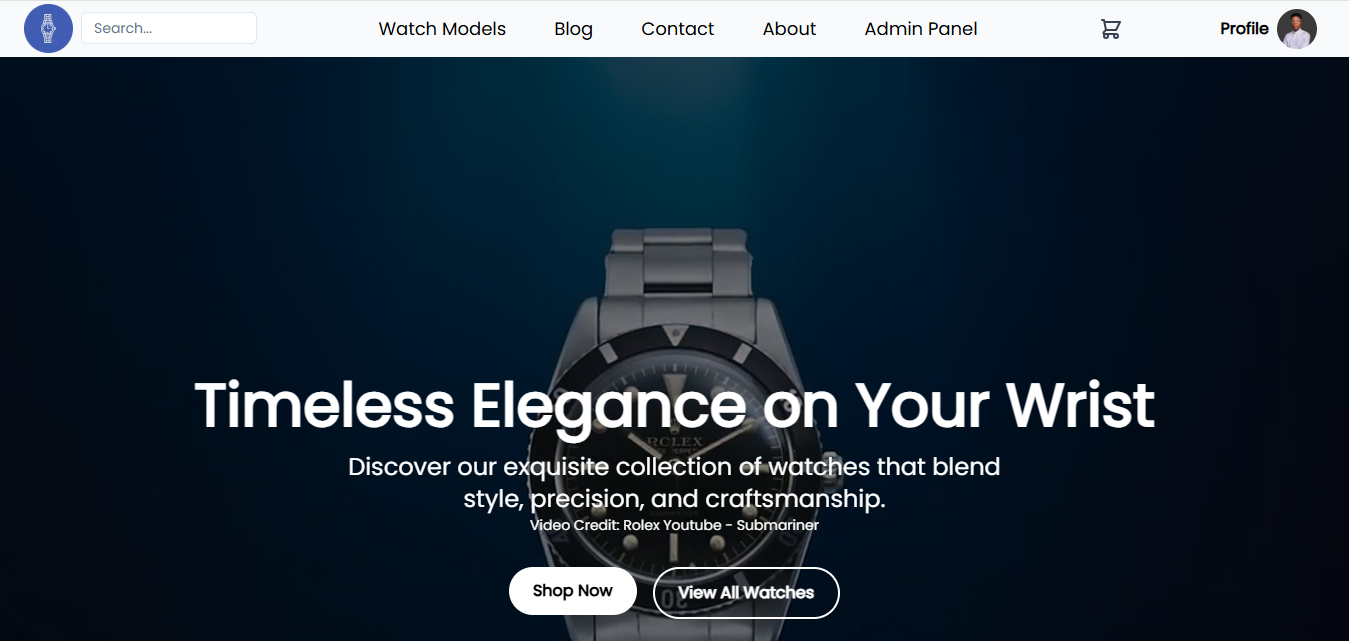 Search...
Watch Models
Blog
Contact
About
Admin Panel
Profile
Timeless Elegance on Your Wrist
ROLEX
Discover our exquisite collection of watches that blend
style, precision, and craftsmanship.
Video Credit: Rolex Youtube - Submariner
Shop Now
View All Watches
30